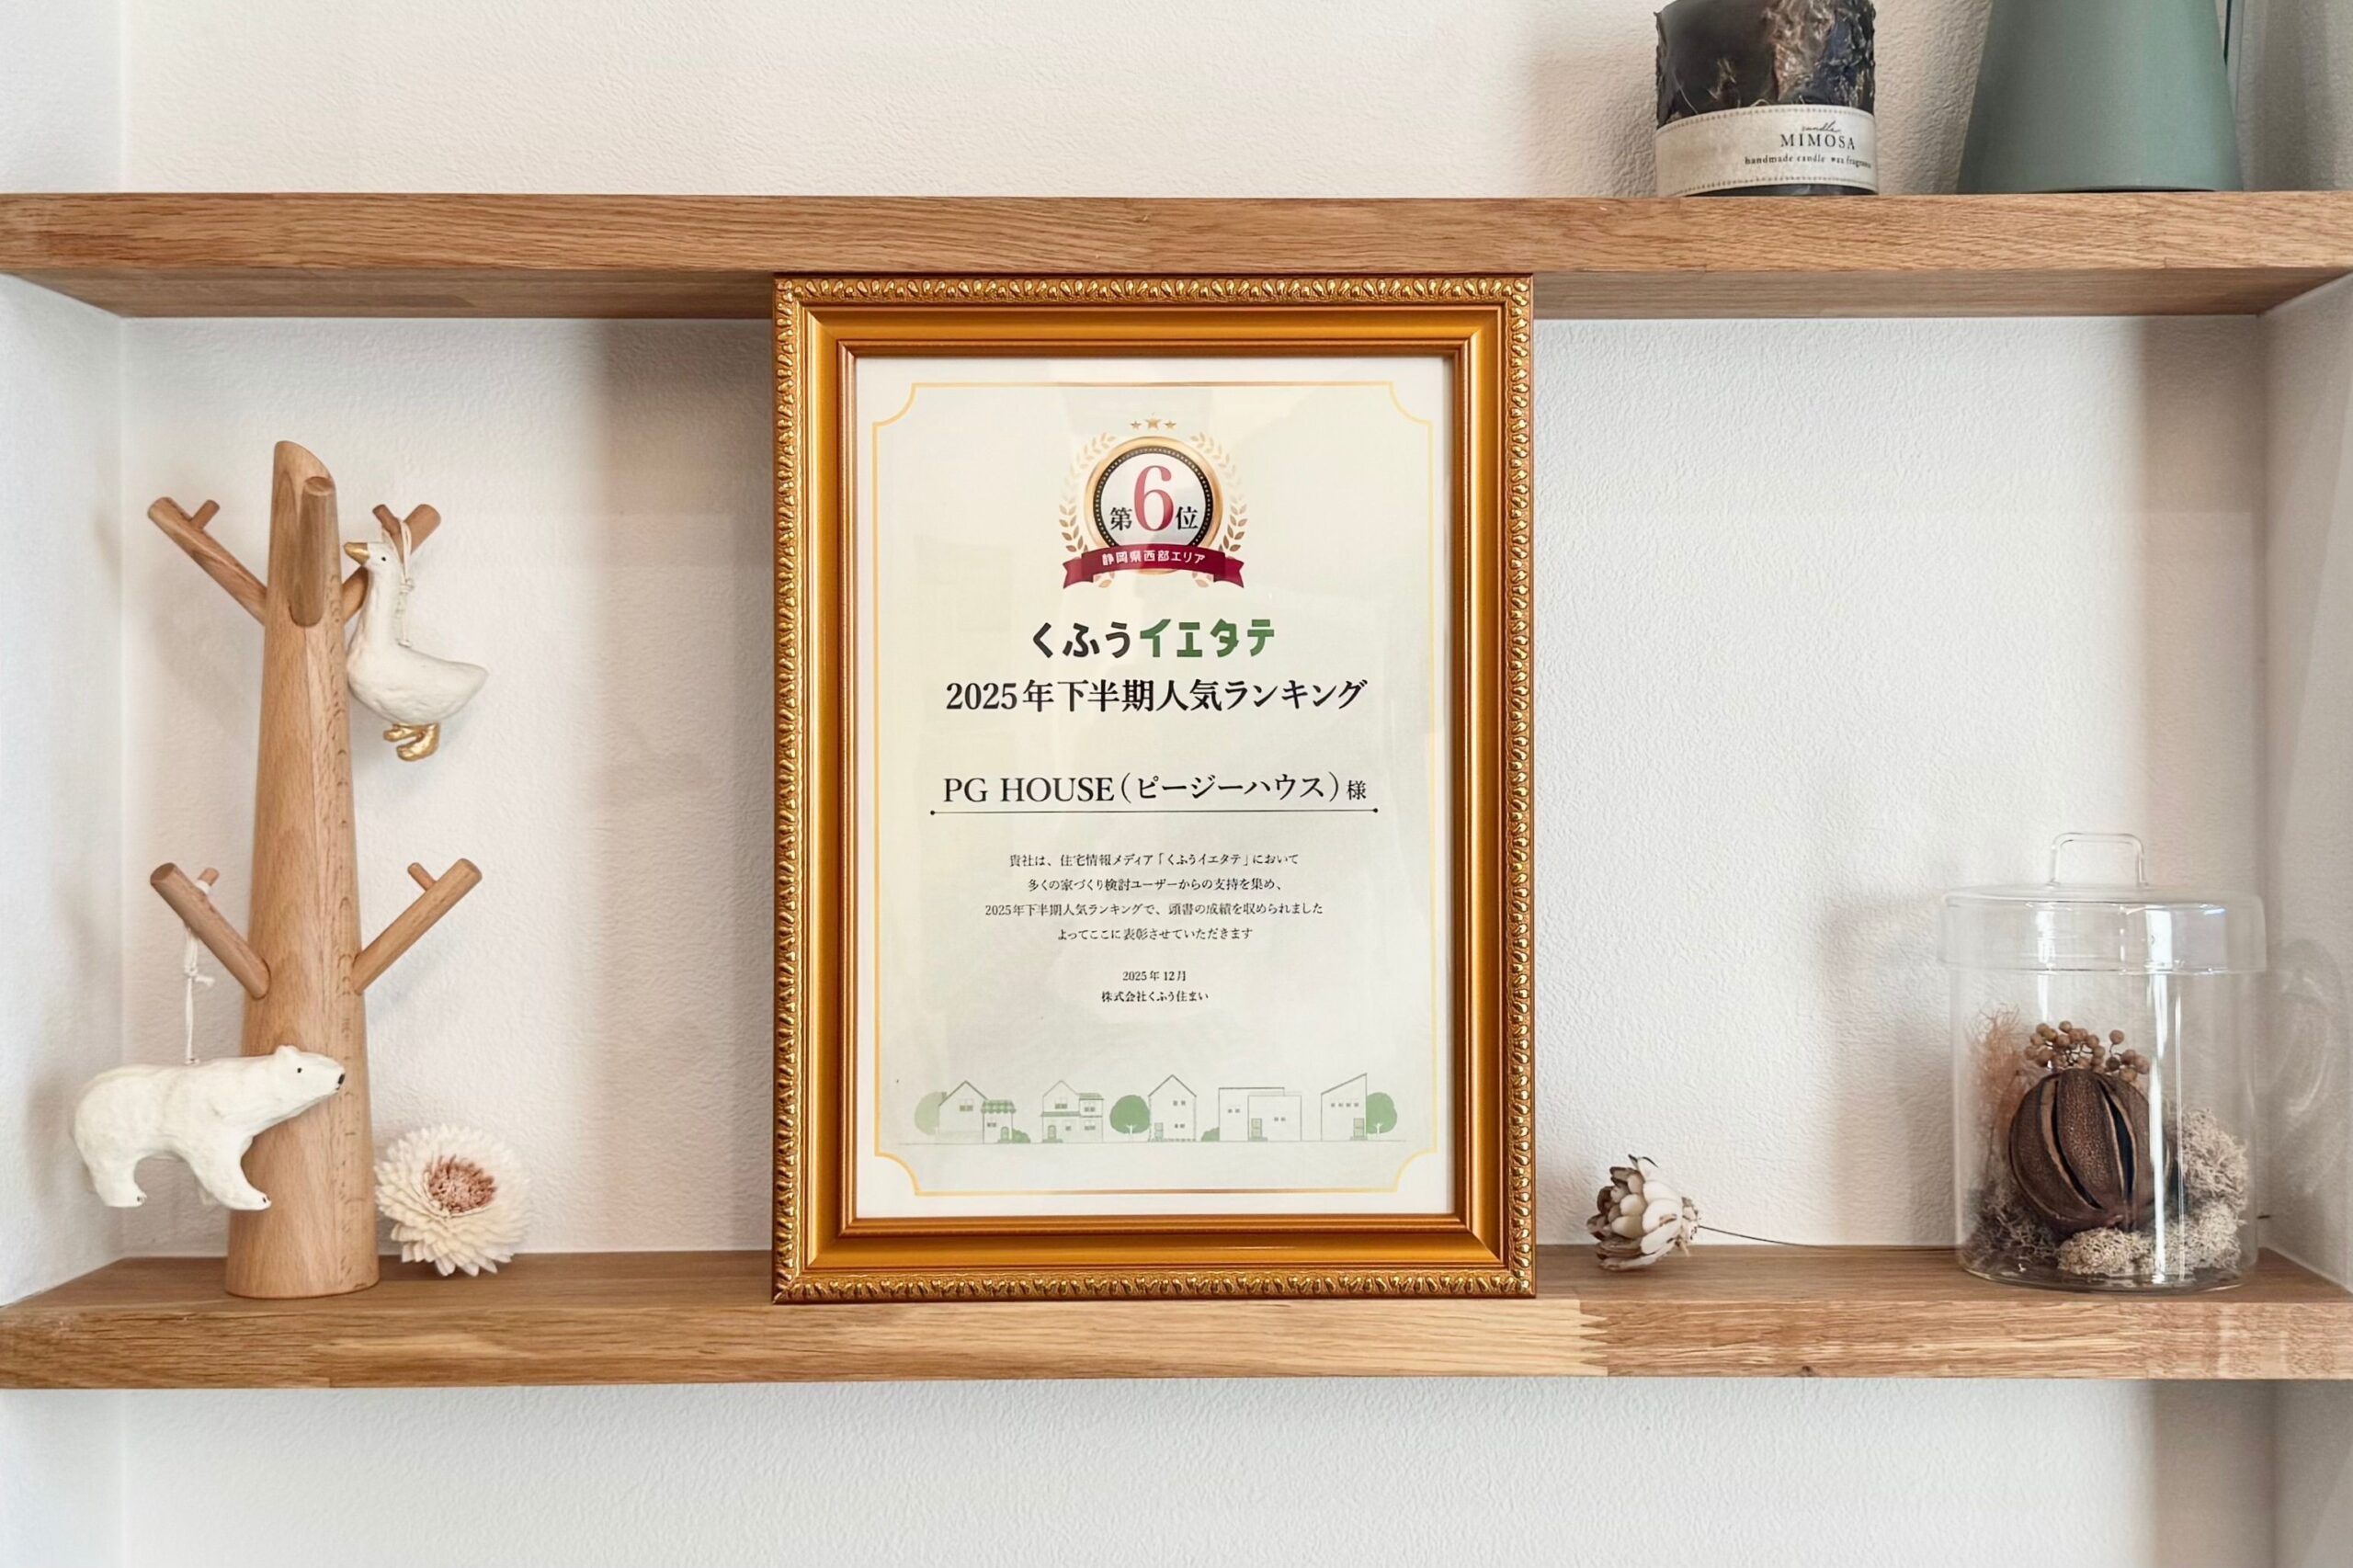 candle
MIMOSA
handmade candle wax fragrance
第6位
静岡県西部エリア
くふうイエタテ
2025年下半期人気ランキング
PG HOUSE（ピージーハウス）様
貴社は、住宅情報メディア「くふうイエタテ」において
多くの家づくり検討ユーザーからの支持を集め、
2025年下半期人気ランキングで、頭書の成績を収められました
よってここに表彰させていただきます
2025年12月
株式会社くふう住まい